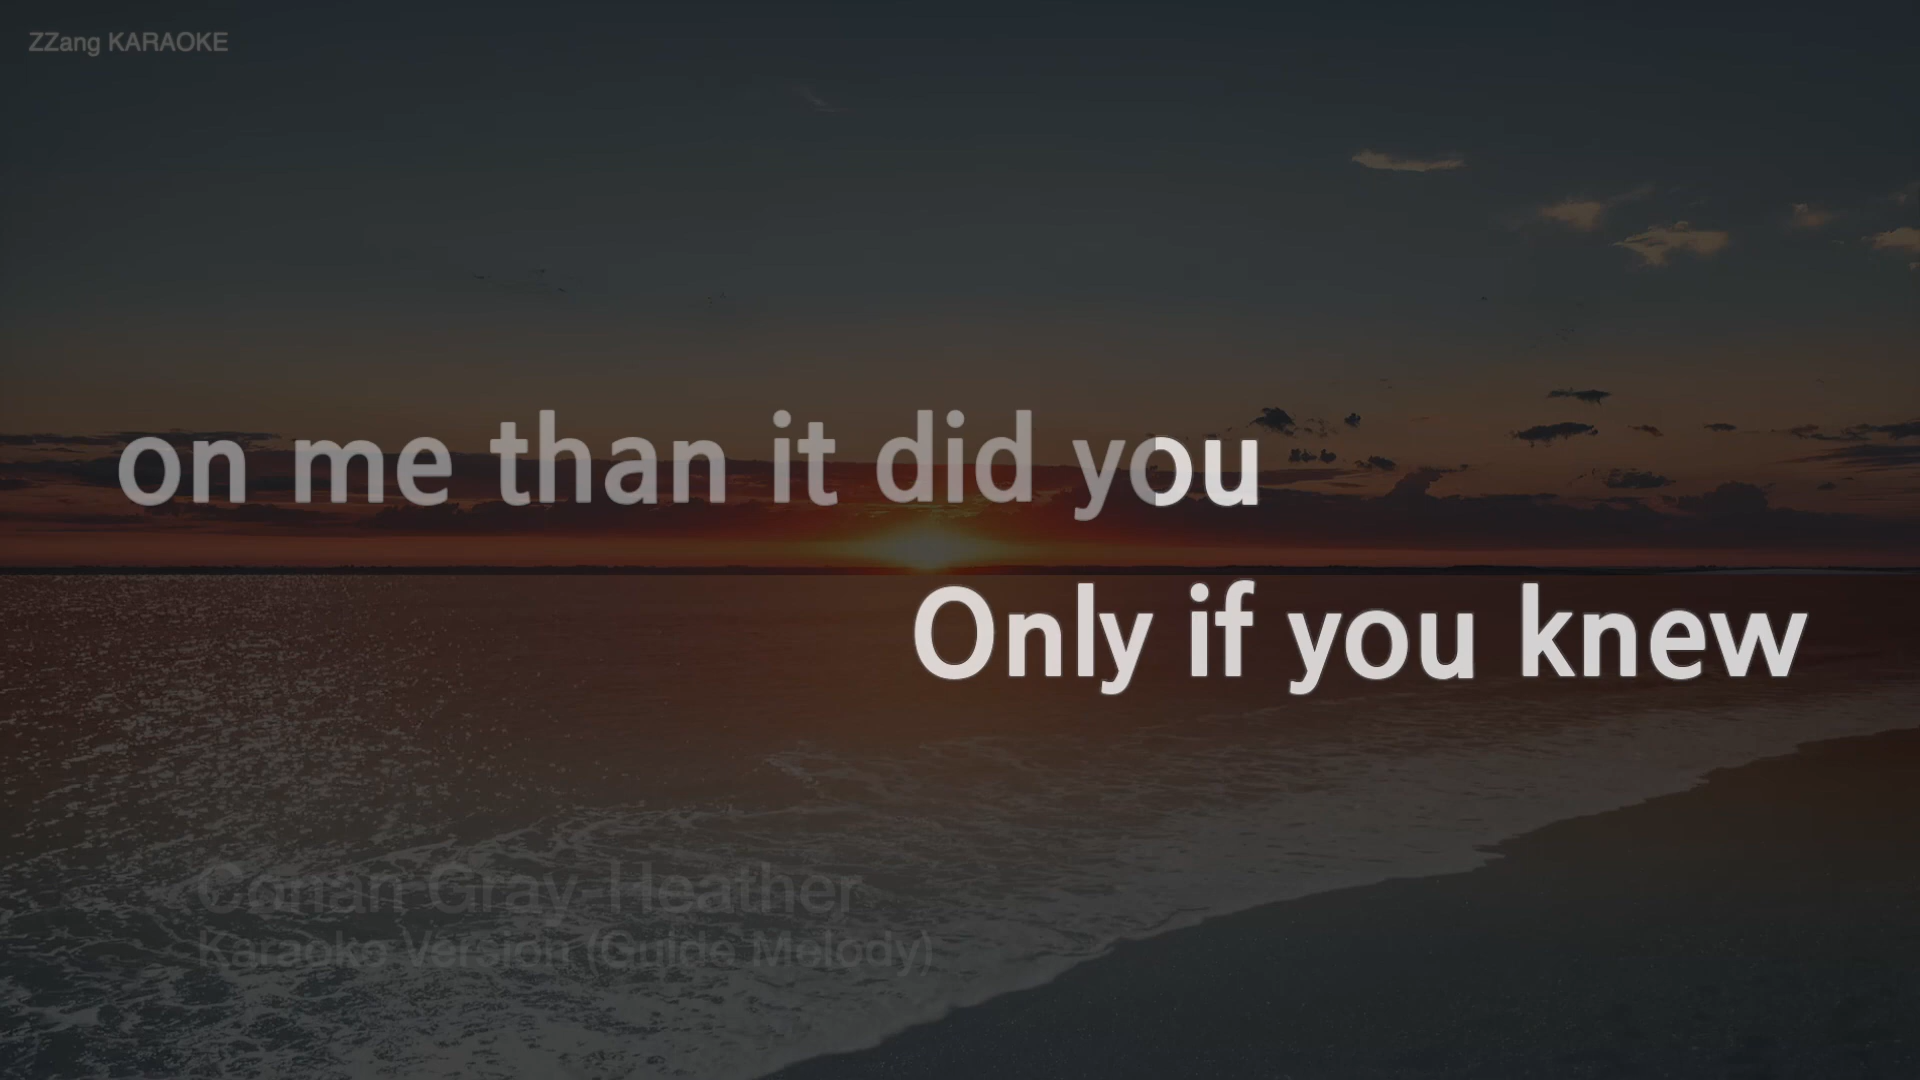 ZZang KARAOKE
on me than it did you
Only if you knew
Conan Gray-Heather
Karaoke Version (Guide Melody)